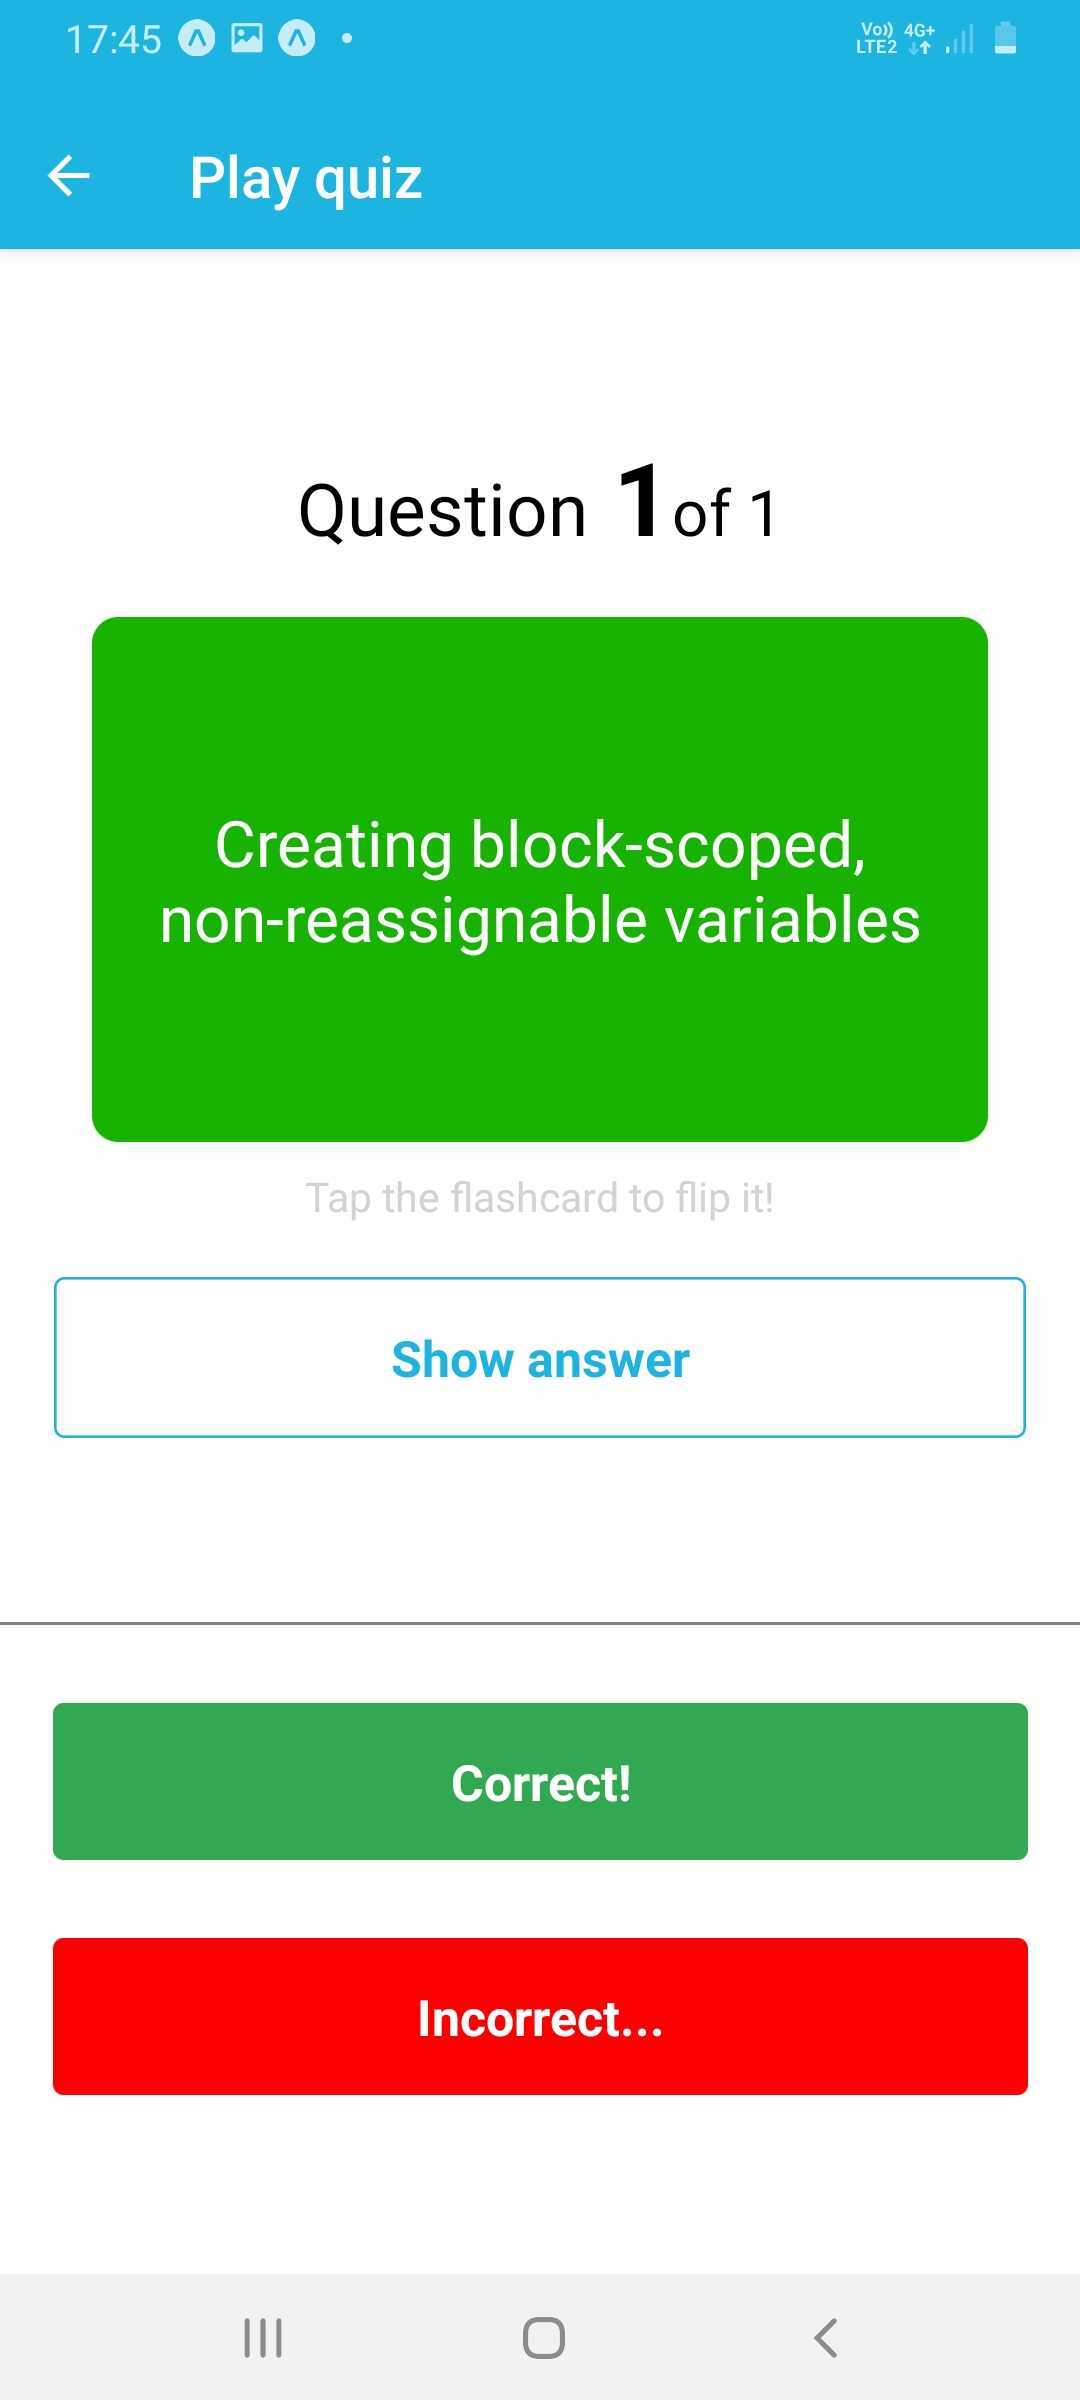 17:45
Vo)) 4G+
LTE2
Play quiz
Question 1 of 1
Creating block-scoped,
non-reassignable variables
Tap the flashcard to flip it!
Show answer
Correct!
Incorrect...